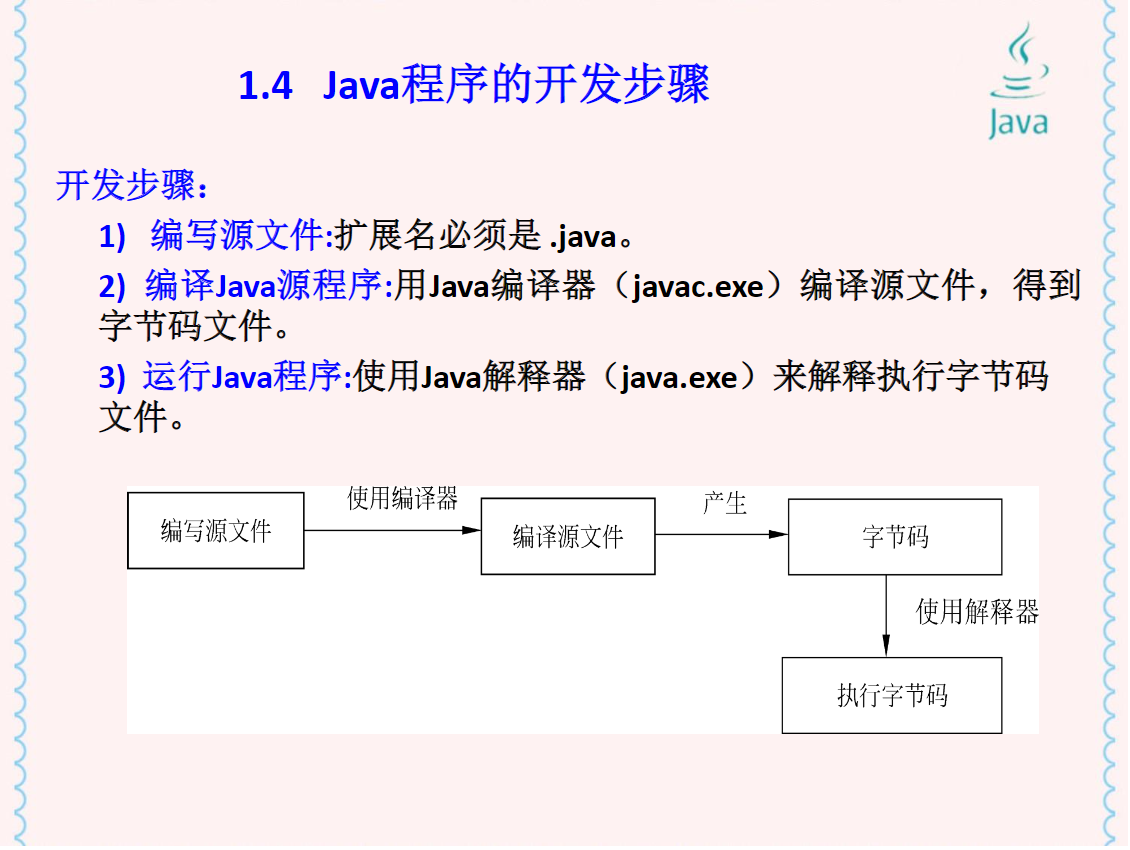 1.4 Java程序的开发步骤
Java
开发步骤：
1) 编写源文件:扩展名必须是 .java。
2) 编译Java源程序:用Java编译器（javac.exe）编译源文件，得到
字节码文件。
3) 运行Java程序:使用Java解释器（java.exe）来解释执行字节码
文件。
编写源文件
使用编译器
编译源文件
产生
字节码
使用解释器
执行字节码